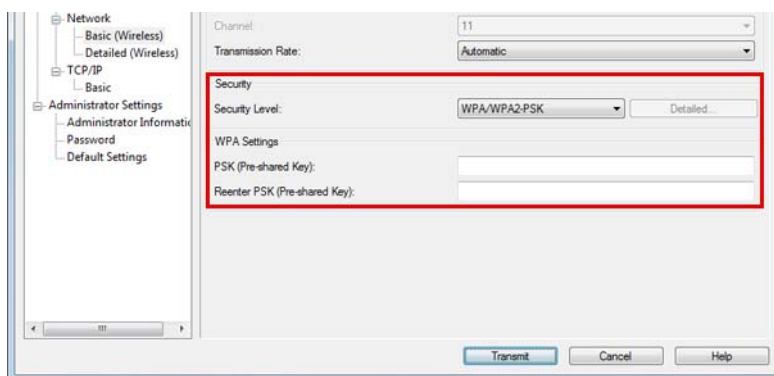 Network
Basic (Wireless)
Detailed (Wireless)
TCP/IP
Basic
Administrator Settings
Administrator Informatic
Password
Default Settings
Channel: 11
Transmission Rate: Automatic
Security
Security Level: WPA/WPA2-PSK Detailed...
WPA Settings
PSK (Pre-shared Key):
Reenter PSK (Pre-shared Key):
Transmit Cancel Help